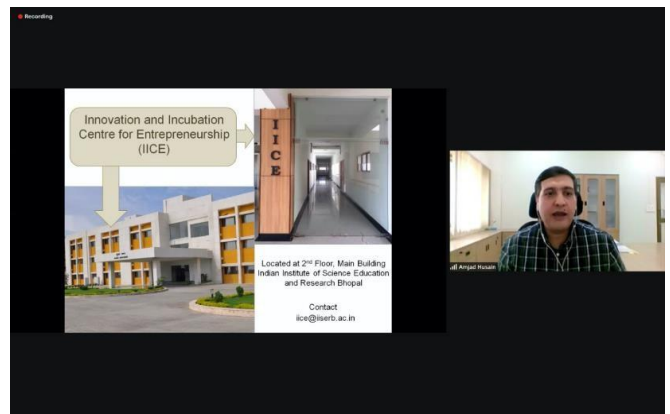 Recording
Innovation and Incubation
Centre for Entrepreneurship
(IICE)
I
I
C
E
Located at 2nd Floor, Main Building
Indian Institute of Science Education
and Research Bhopal
Contact
iice@iiserb.ac.in
Amjad Husain